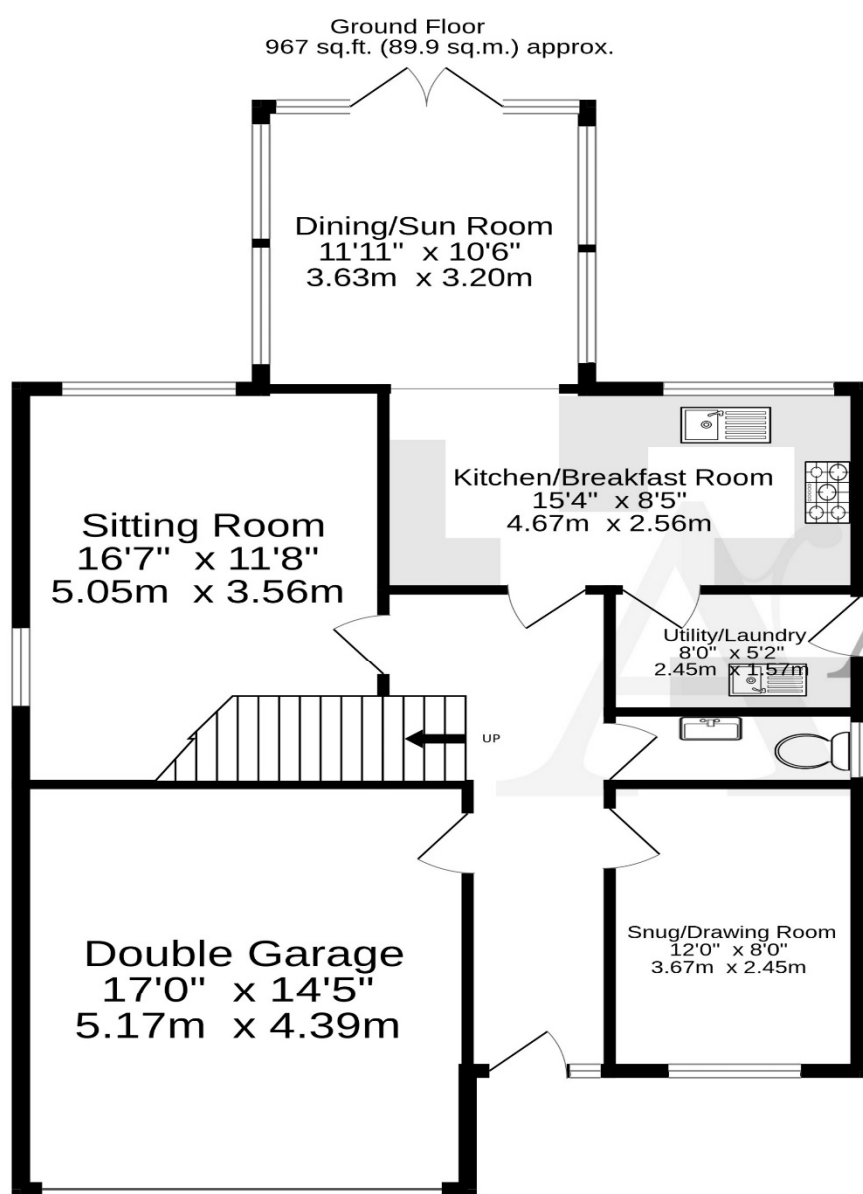 Ground Floor
967 sq.ft. (89.9 sq.m.) approx.
Dining/Sun Room
11'11" x 10'6"
3.63m x 3.20m
Kitchen/Breakfast Room
15'4" x 8'5"
4.67m x 2.56m
Sitting Room
16'7" x 11'8"
5.05m x 3.56m
Utility/Laundry
8'0" x 5'2"
2.45m x 1.57m
UP
Snug/Drawing Room
12'0" x 8'0"
3.67m x 2.45m
Double Garage
17'0" x 14'5"
5.17m x 4.39m